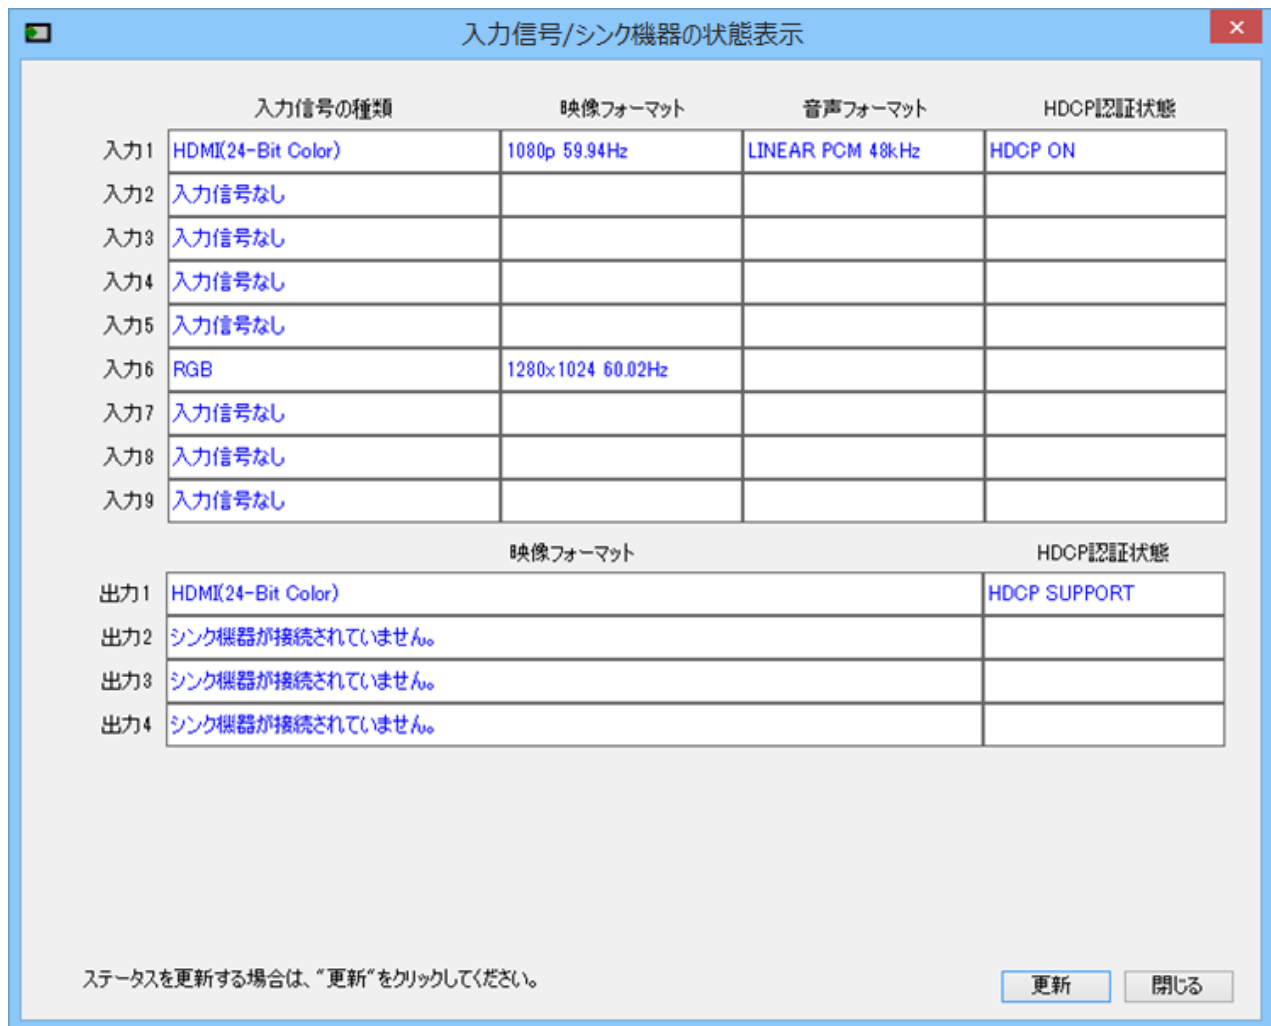 入力信号/シンク機器の状態表示
入力信号の種類 映像フォーマット 音声フォーマット HDCP認証状態
入力1 HDMI(24-Bit Color) 1080p 59.94Hz LINEAR PCM 48kHz HDCP ON
入力2 入力信号なし
入力3 入力信号なし
入力4 入力信号なし
入力5 入力信号なし
入力6 RGB 1280x1024 60.02Hz
入力7 入力信号なし
入力8 入力信号なし
入力9 入力信号なし
映像フォーマット HDCP認証状態
出力1 HDMI(24-Bit Color) HDCP SUPPORT
出力2 シンク機器が接続されていません。
出力3 シンク機器が接続されていません。
出力4 シンク機器が接続されていません。
ステータスを更新する場合は、"更新"をクリックしてください。
更新 閉じる